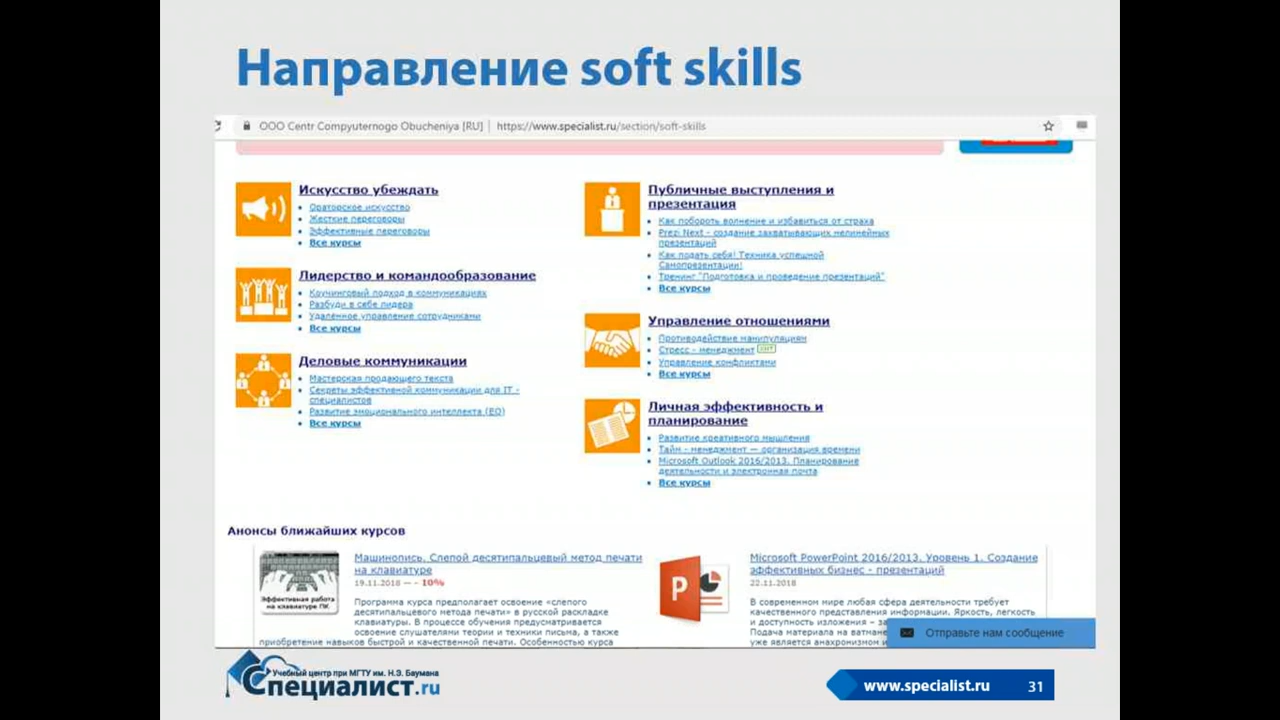 Направление soft skills
ООО Centr Compyuternogo Obucheniya [RU] | https://www.specialist.ru/section/soft-skills
Искусство убеждать
Ораторское искусство
Жесткие переговоры
Эффективные переговоры
Все курсы
Лидерство и командообразование
Коучинговый подход в коммуникациях
Разбуди в себе лидера
Удаленное управление сотрудниками
Все курсы
Деловые коммуникации
Мастерская продающего текста
Секреты эффективной коммуникации для IT -
специалистов
Развитие эмоционального интеллекта (EQ)
Все курсы
Публичные выступления и
презентация
Как побороть волнение и избавиться от страха
Prezi Next - создание захватывающих нелинейных
презентаций
Как подать себя! Техника успешной
Самопрезентации!
Тренинг "Подготовка и проведение презентаций"
Все курсы
Управление отношениями
Противодействие манипуляциям
Стресс - менеджмент
Управление конфликтами
Все курсы
Личная эффективность и
планирование
Развитие креативного мышления
Тайм - менеджмент — организация времени
Microsoft Outlook 2016/2013. Планирование
деятельности и электронная почта
Все курсы
Анонсы ближайших курсов
Эффективная работа
на клавиатуре ПК
Машинопись. Слепой десятипальцевый метод печати
на клавиатуре
19.11.2018 — - 10%
Программа курса предполагает освоение «слепого
десятипальцевого метода печати» в русской раскладке
клавиатуры. В процессе обучения предусматривается
освоение слушателями теории и техники письма, а также
приобретение навыков быстрой и качественной печати. Особенностью курса
P
Microsoft PowerPoint 2016/2013. Уровень 1. Создание
эффективных бизнес - презентаций
22.11.2018
В современном мире любая сфера деятельности требует
качественного представления информации. Яркость, легкость
и доступность изложения – за
Подача материала на ватмане
уже является анахронизмом и
Отправьте нам сообщение
Учебный центр при МГТУ им. Н.Э. Баумана
Специалист.ru
www.specialist.ru 31